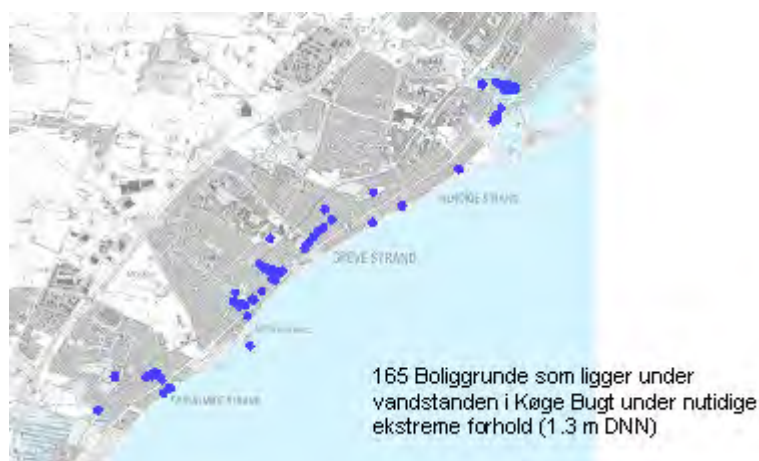 HUNDIGE STRAND
GREVE STRAND
165 Boliggrunde som ligger under
vandstanden i Køge Bugt under nutidige
ekstreme forhold (1.3 m DNN)